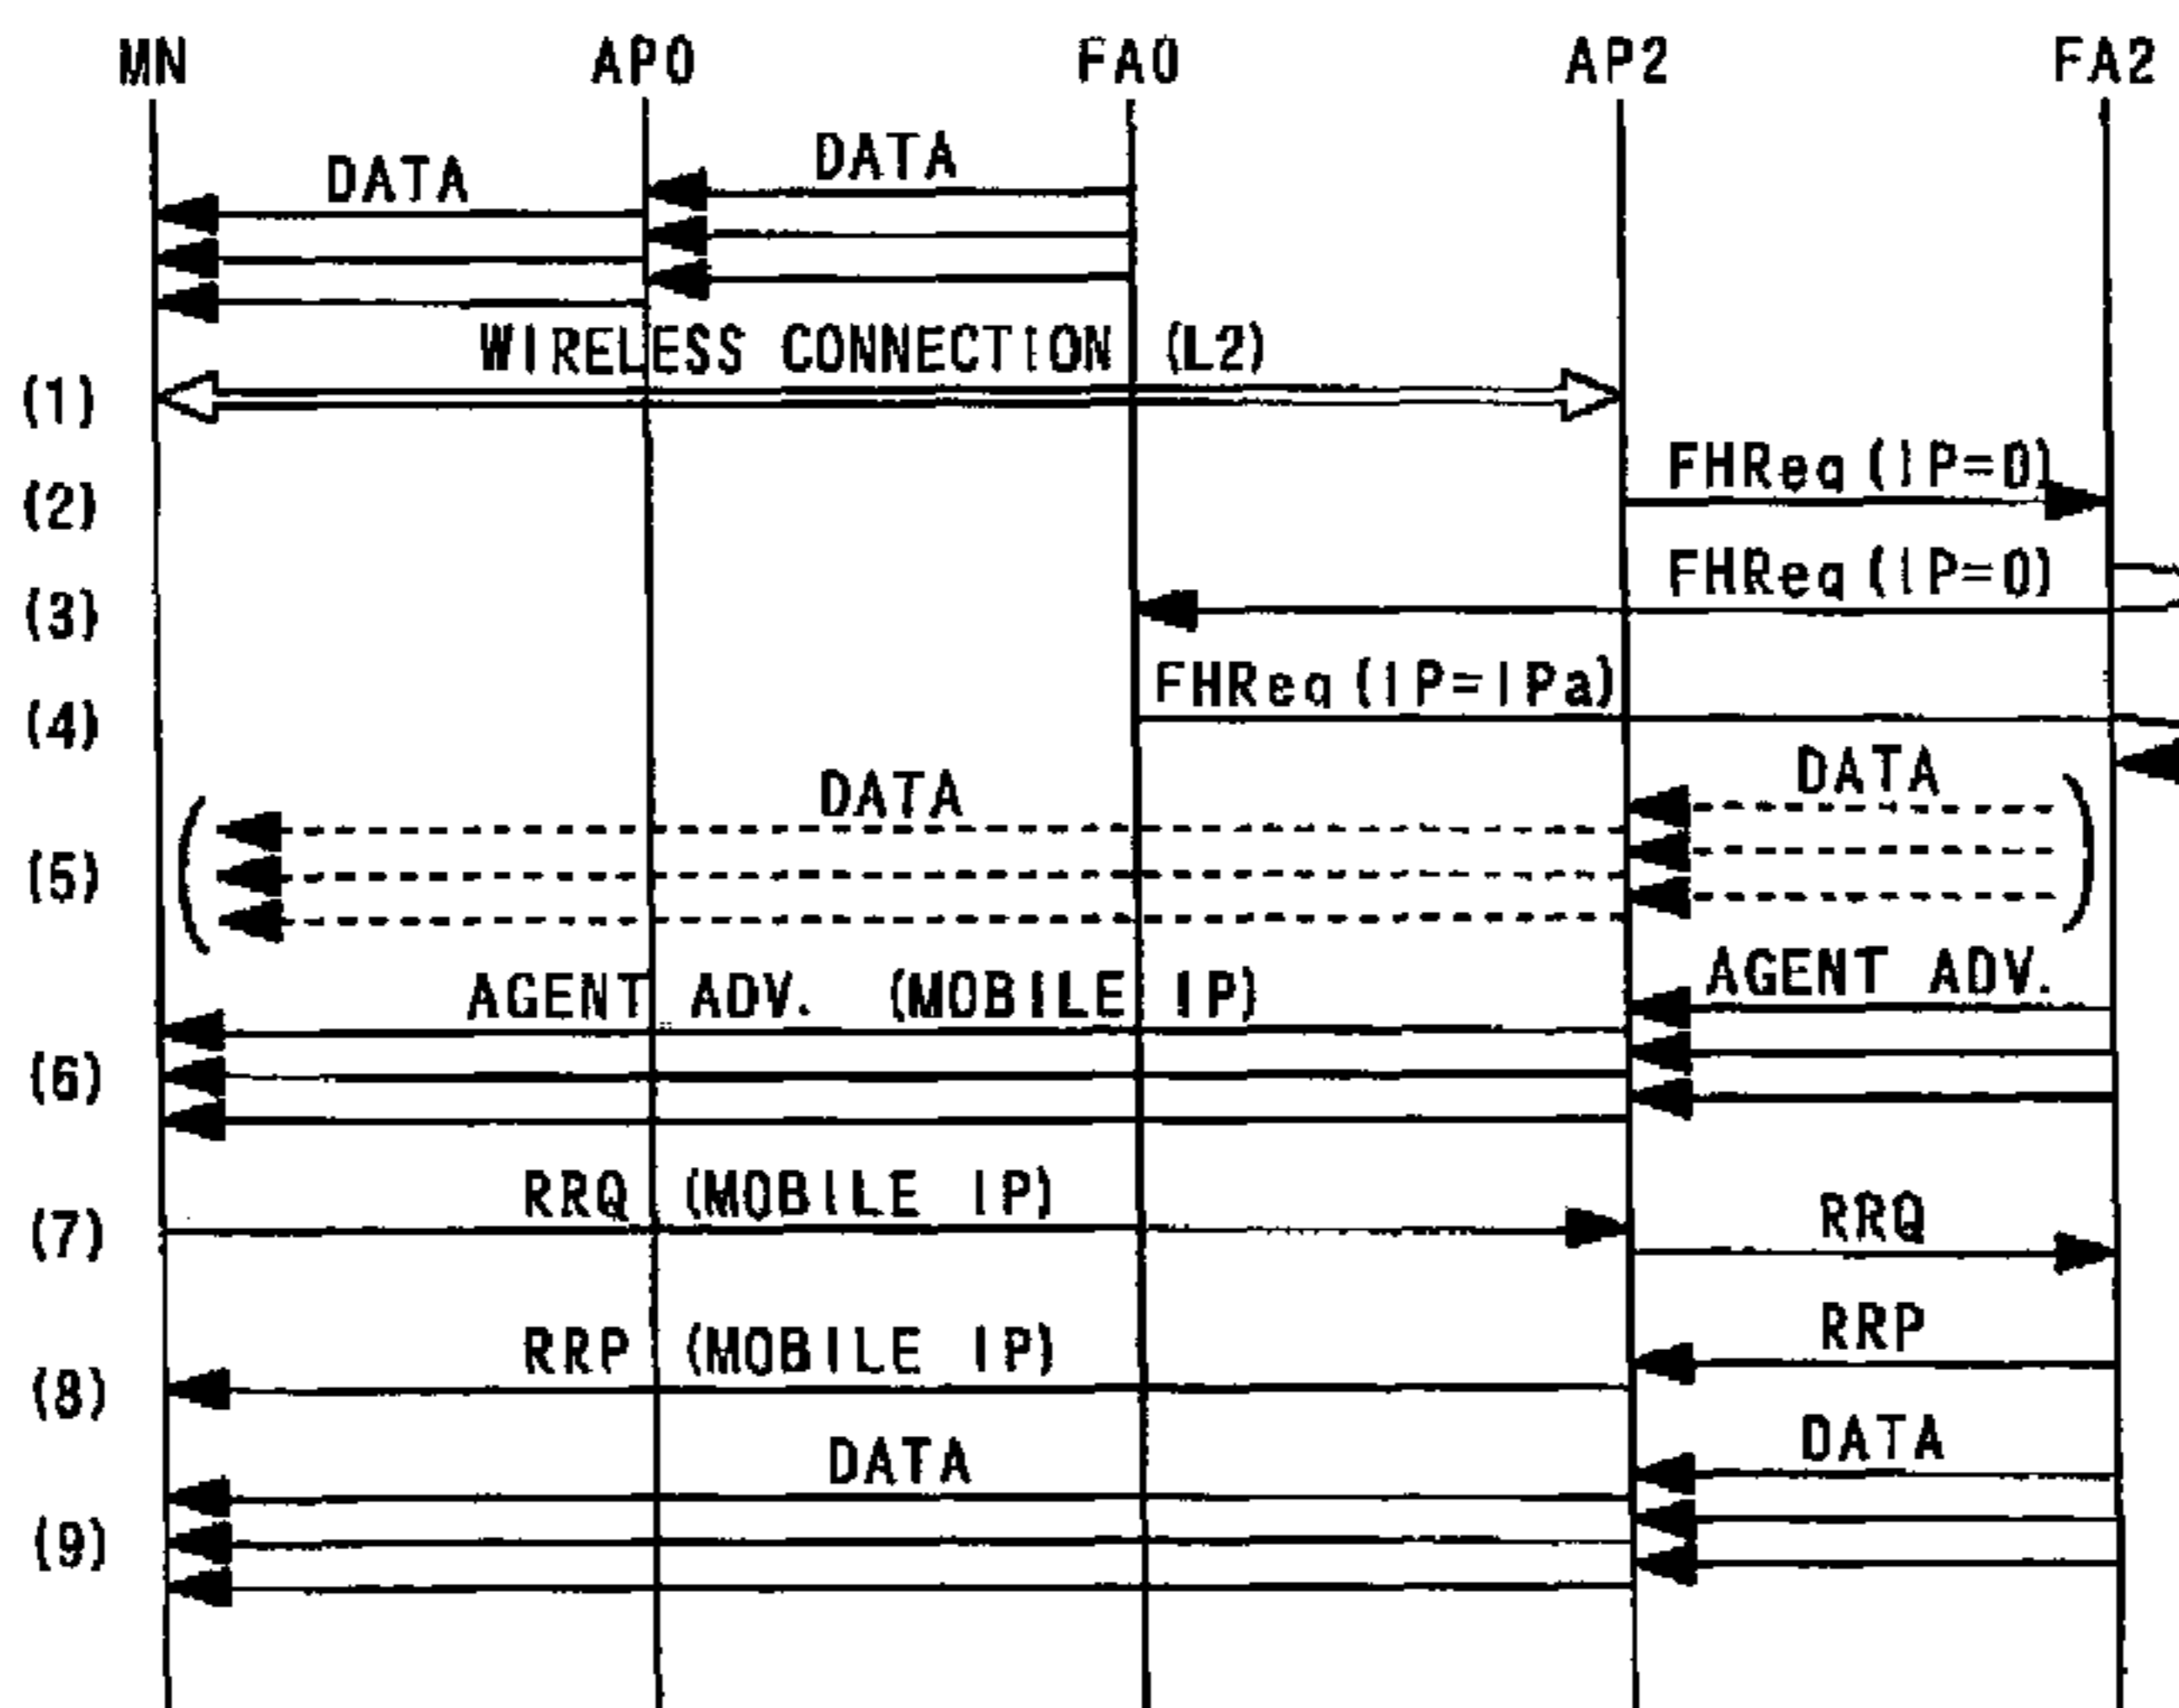 MN AP0 FA0 AP2 FA2
DATA
DATA
WIRELESS CONNECTION (L2)
(1)
FHReq(IP=0)
(2)
FHReq(IP=0)
(3)
FHReq(IP=IPa)
(4)
DATA
DATA
(5)
AGENT ADV. (MOBILE IP)
AGENT ADV.
(6)
RRQ (MOBILE IP)
RRQ
(7)
RRP
RRP (MOBILE IP)
(8)
DATA
DATA
(9)